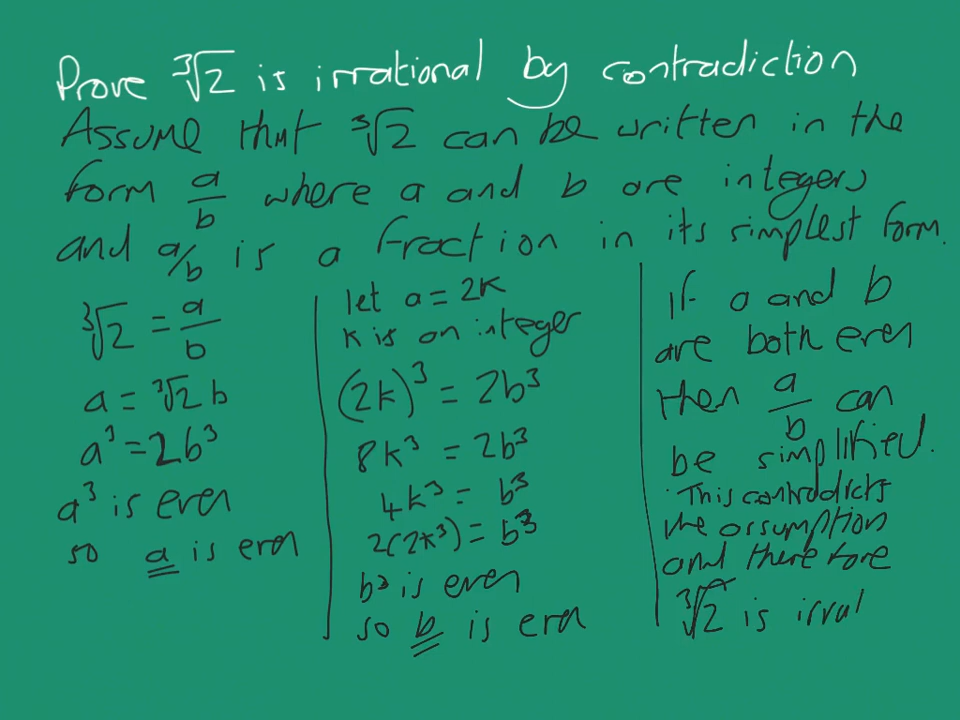 Prove ∛2 is irrational by contradiction
Assume that ∛2 can be written in the
form a/b where a and b are integers
and a/b is a fraction in its simplest form.
∛2 = a/b
a = ∛2 b
a³ = 2b³
a³ is even
so a is even
let a = 2k
k is an integer
(2k)³ = 2b³
8k³ = 2b³
4k³ = b³
2(2k³) = b³
b³ is even
so b is even
If a and b
are both even
then a/b can
be simplified.
This contradicts
the assumption
and therefore
∛2 is irrat